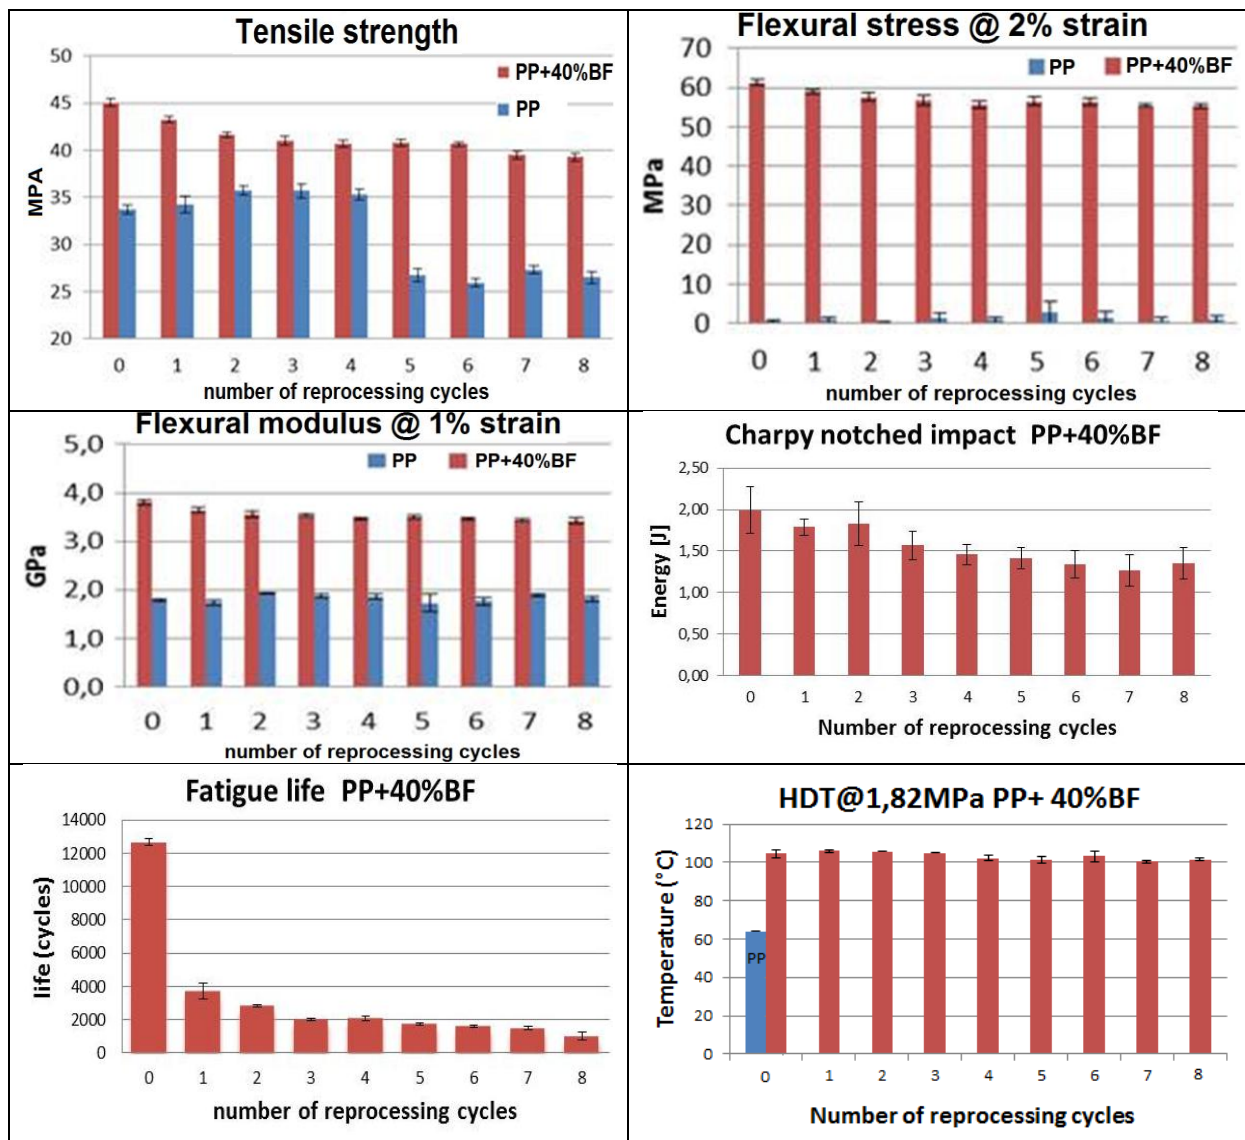 Tensile strength
50
45
40
35
30
25
20
MPA
PP+40%BF
PP
0 1 2 3 4 5 6 7 8
number of reprocessing cycles
Flexural stress @ 2% strain
70
60
50
40
30
20
10
0
MPa
PP PP+40%BF
0 1 2 3 4 5 6 7 8
number of reprocessing cycles
Flexural modulus @ 1% strain
5,0
4,0
3,0
2,0
1,0
0,0
GPa
PP PP+40%BF
0 1 2 3 4 5 6 7 8
number of reprocessing cycles
Charpy notched impact PP+40%BF
2,50
2,00
1,50
1,00
0,50
0,00
Energy [J]
0 1 2 3 4 5 6 7 8
Number of reprocessing cycles
Fatigue life PP+40%BF
14000
12000
10000
8000
6000
4000
2000
0
life (cycles)
0 1 2 3 4 5 6 7 8
number of reprocessing cycles
HDT@1,82MPa PP+ 40%BF
120
100
80
60
40
20
0
Temperature (°C)
PP
0 1 2 3 4 5 6 7 8
Number of reprocessing cycles